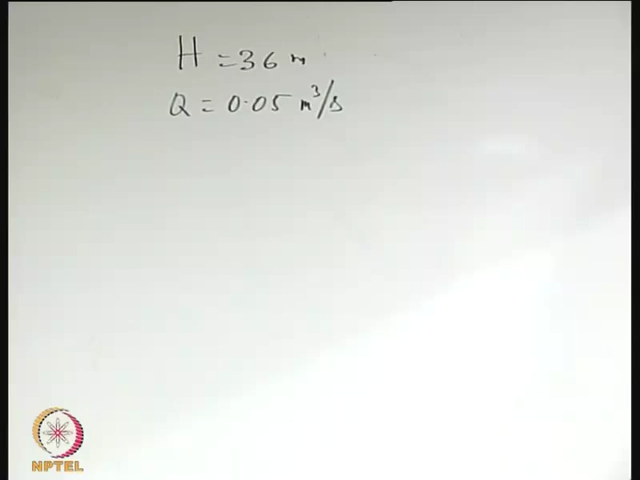 H = 36 m
Q = 0.05 m³/s
NPTEL